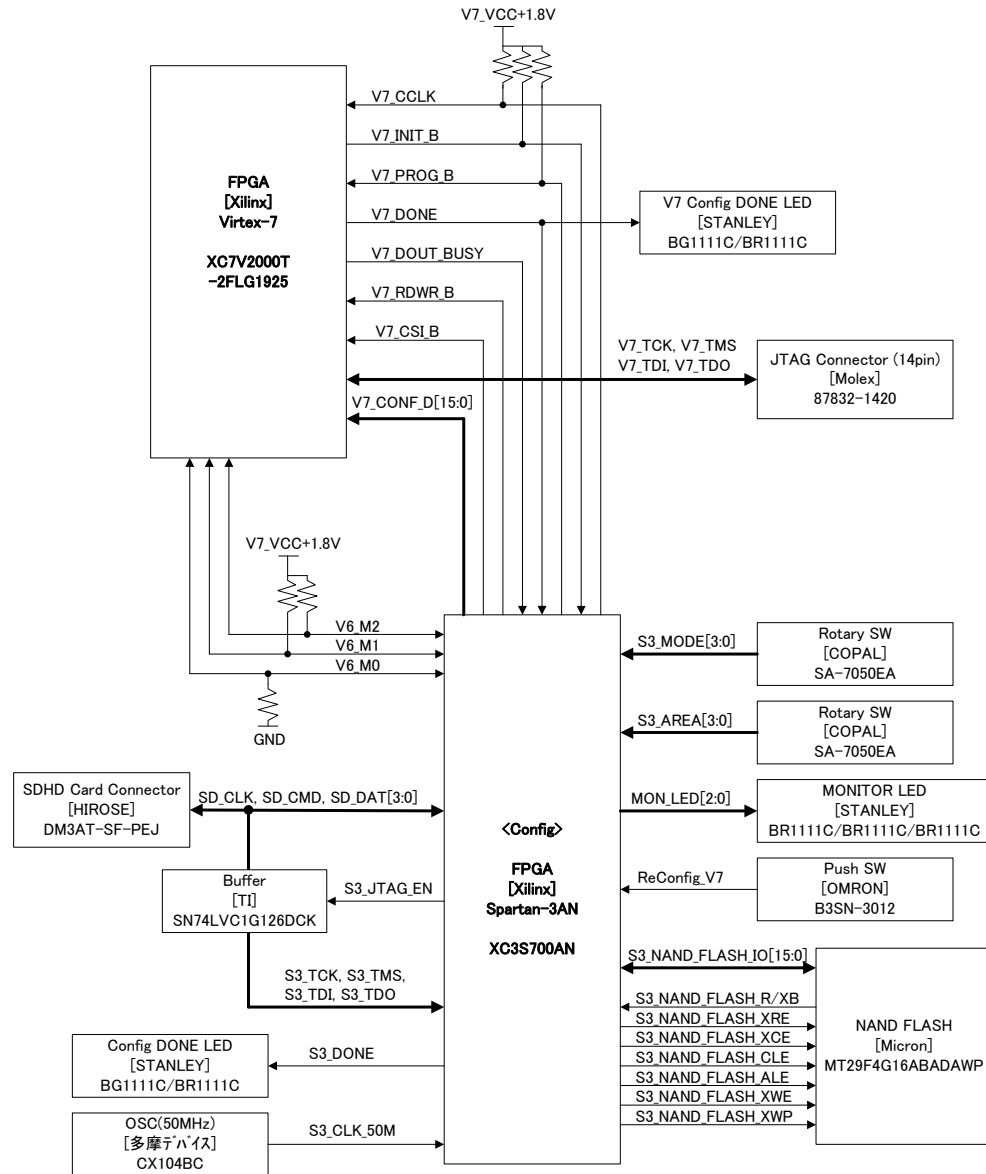 V7_VCC+1.8V
V7_CCLK
V7_INIT_B
V7_PROG_B
V7_DONE
V7_DOUT_BUSY
V7_RDWR_B
V7_CSI_B
FPGA
[Xilinx]
Virtex-7
XC7V2000T
-2FLG1925
V7 Config DONE LED
[STANLEY]
BG1111C/BR1111C
V7_TCK, V7_TMS
V7_TDI, V7_TDO
JTAG Connector (14pin)
[Molex]
87832-1420
V7_CONF_D[15:0]
V7_VCC+1.8V
V6_M2
V6_M1
V6_M0
GND
S3_MODE[3:0]
Rotary SW
[COPAL]
SA-7050EA
S3_AREA[3:0]
Rotary SW
[COPAL]
SA-7050EA
SDHD Card Connector
[HIROSE]
DM3AT-SF-PEJ
SD_CLK, SD_CMD, SD_DAT[3:0]
MON_LED[2:0]
MONITOR LED
[STANLEY]
BR1111C/BR1111C/BR1111C
<Config>
FPGA
[Xilinx]
Spartan-3AN
XC3S700AN
Buffer
[TI]
SN74LVC1G126DCK
S3_JTAG_EN
ReConfig_V7
Push SW
[OMRON]
B3SN-3012
S3_TCK, S3_TMS,
S3_TDI, S3_TDO
S3_NAND_FLASH_IO[15:0]
S3_NAND_FLASH_R/XB
S3_NAND_FLASH_XRE
S3_NAND_FLASH_XCE
S3_NAND_FLASH_CLE
S3_NAND_FLASH_ALE
S3_NAND_FLASH_XWE
S3_NAND_FLASH_XWP
NAND FLASH
[Micron]
MT29F4G16ABADAWP
Config DONE LED
[STANLEY]
BG1111C/BR1111C
S3_DONE
OSC(50MHz)
[多摩ﾃﾞﾊﾞｲｽ]
CX104BC
S3_CLK_50M